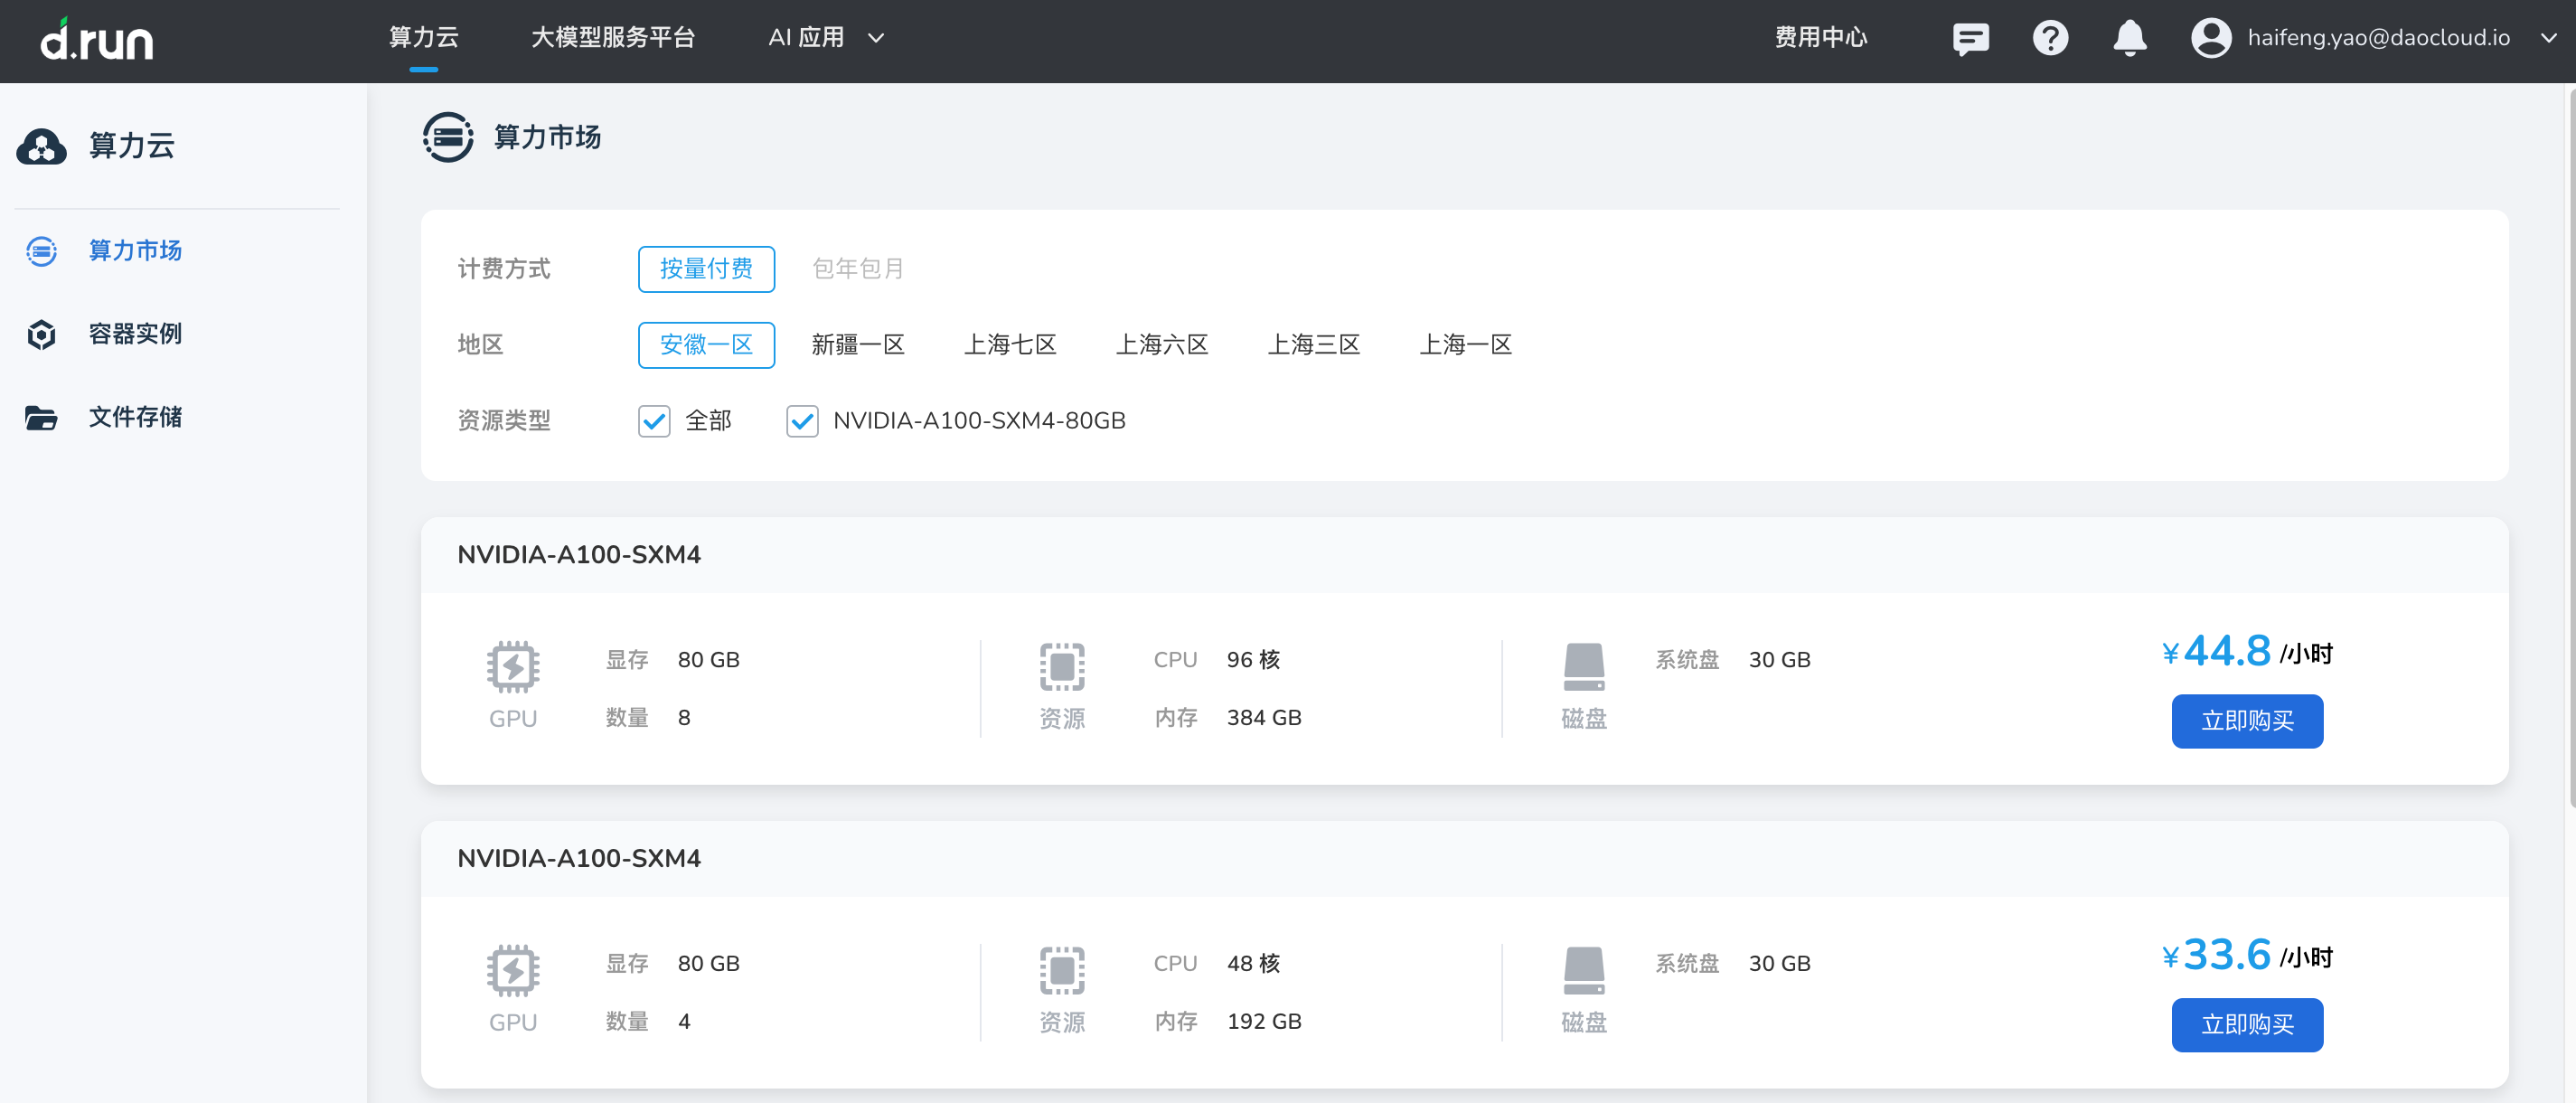 d.run
算力云
大模型服务平台
AI 应用
费用中心
haifeng.yao@daocloud.io
算力云
算力市场
容器实例
文件存储
算力市场
计费方式 按量付费 包年包月
地区 安徽一区 新疆一区 上海七区 上海六区 上海三区 上海一区
资源类型 全部 NVIDIA-A100-SXM4-80GB
NVIDIA-A100-SXM4
GPU
显存 80 GB
数量 8
资源
CPU 96 核
内存 384 GB
磁盘
系统盘 30 GB
¥44.8 /小时
立即购买
NVIDIA-A100-SXM4
GPU
显存 80 GB
数量 4
资源
CPU 48 核
内存 192 GB
磁盘
系统盘 30 GB
¥33.6 /小时
立即购买